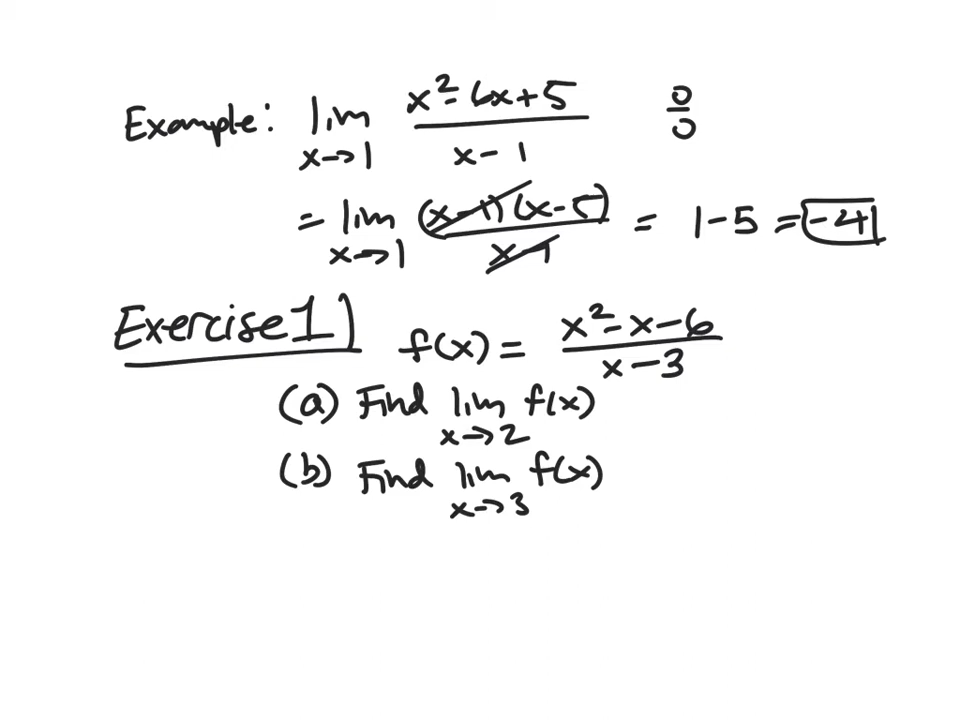 Example: lim x→1 (x² - 6x + 5)/(x - 1) 0/0
= lim x→1 (x-1)(x-5)/(x-1) = 1-5 = -4
Exercise 1) f(x) = (x² - x - 6)/(x - 3)
(a) Find lim x→2 f(x)
(b) Find lim x→3 f(x)